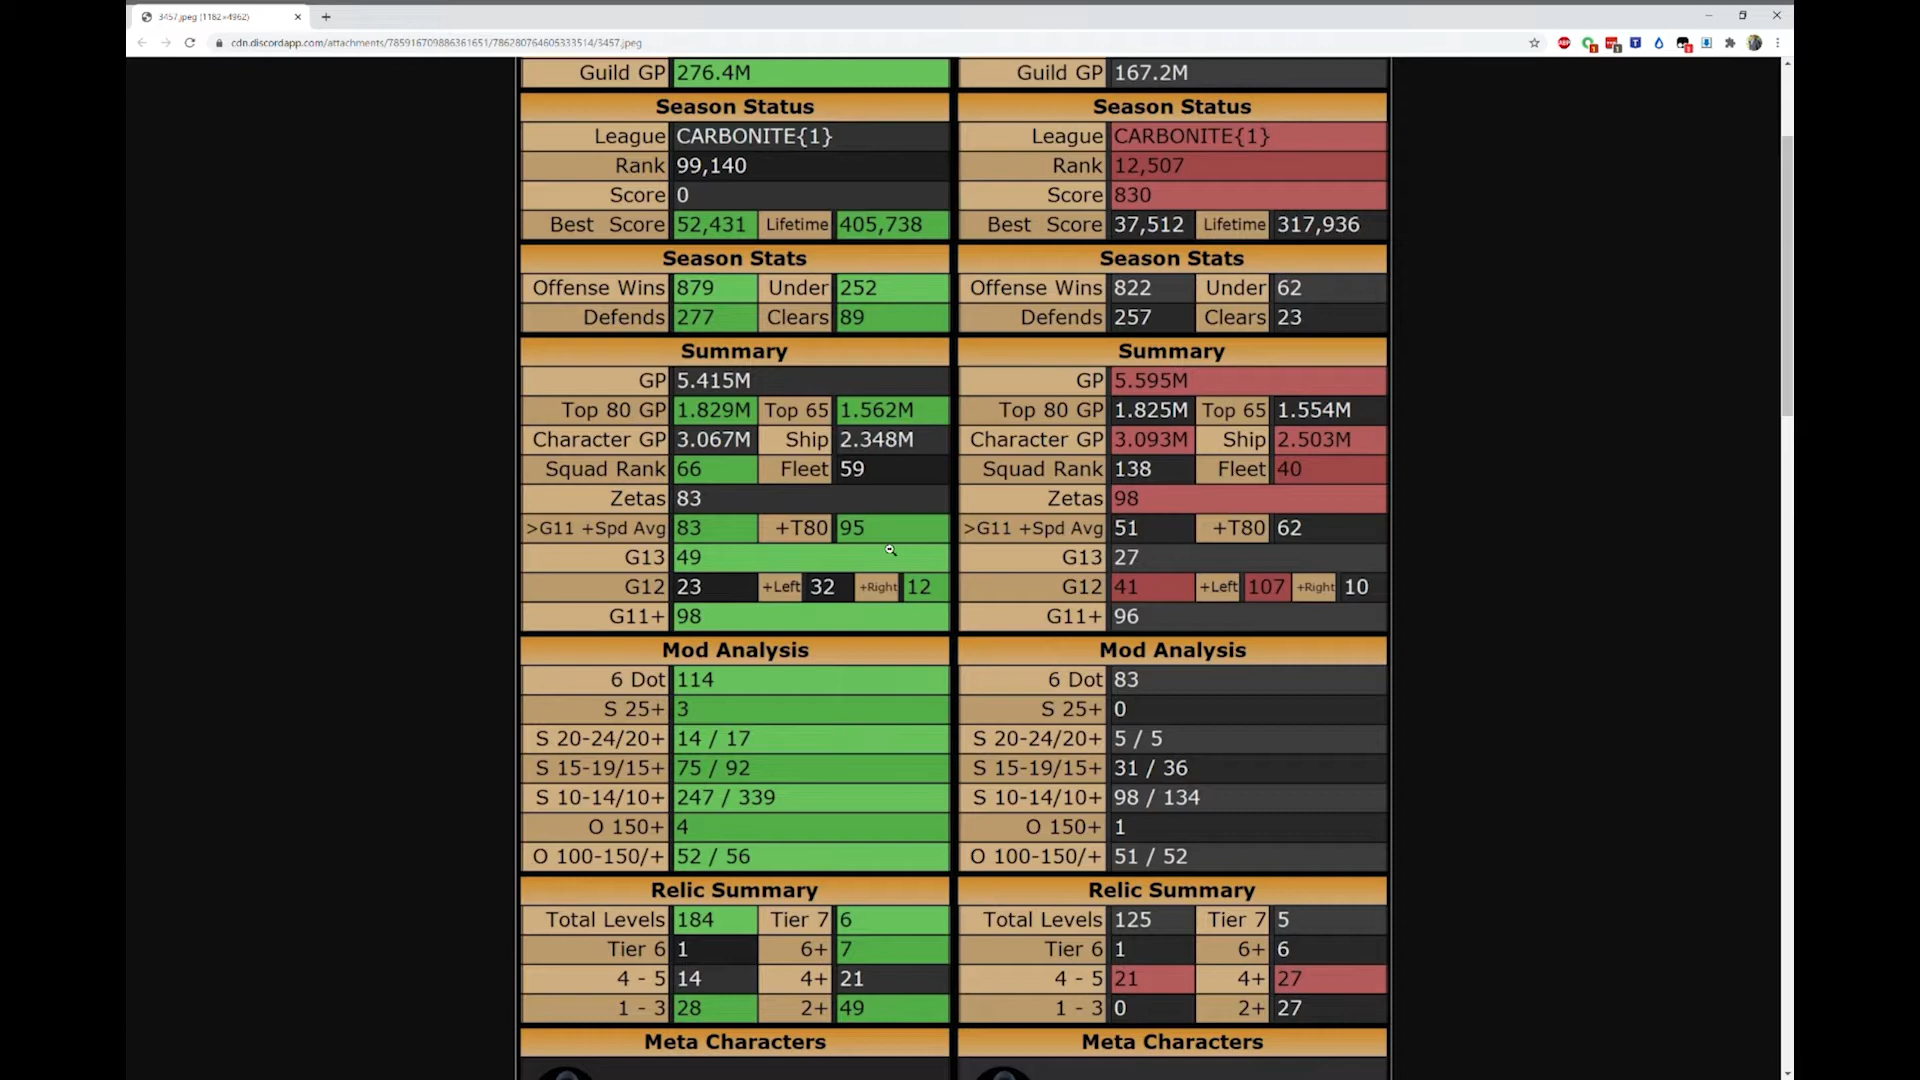 3457.jpeg (1182×4962)
cdn.discordapp.com/attachments/785916709886361651/786280764605333514/3457.jpeg
Guild GP 276.4M Guild GP 167.2M
Season Status Season Status
League CARBONITE{1} League CARBONITE{1}
Rank 99,140 Rank 12,507
Score 0 Score 830
Best Score 52,431 Lifetime 405,738 Best Score 37,512 Lifetime 317,936
Season Stats Season Stats
Offense Wins 879 Under 252 Offense Wins 822 Under 62
Defends 277 Clears 89 Defends 257 Clears 23
Summary Summary
GP 5.415M GP 5.595M
Top 80 GP 1.829M Top 65 1.562M Top 80 GP 1.825M Top 65 1.554M
Character GP 3.067M Ship 2.348M Character GP 3.093M Ship 2.503M
Squad Rank 66 Fleet 59 Squad Rank 138 Fleet 40
Zetas 83 Zetas 98
>G11 +Spd Avg 83 +T80 95 >G11 +Spd Avg 51 +T80 62
G13 49 G13 27
G12 23 +Left 32 +Right 12 G12 41 +Left 107 +Right 10
G11+ 98 G11+ 96
Mod Analysis Mod Analysis
6 Dot 114 6 Dot 83
S 25+ 3 S 25+ 0
S 20-24/20+ 14 / 17 S 20-24/20+ 5 / 5
S 15-19/15+ 75 / 92 S 15-19/15+ 31 / 36
S 10-14/10+ 247 / 339 S 10-14/10+ 98 / 134
O 150+ 4 O 150+ 1
O 100-150/+ 52 / 56 O 100-150/+ 51 / 52
Relic Summary Relic Summary
Total Levels 184 Tier 7 6 Total Levels 125 Tier 7 5
Tier 6 1 6+ 7 Tier 6 1 6+ 6
4 - 5 14 4+ 21 4 - 5 21 4+ 27
1 - 3 28 2+ 49 1 - 3 0 2+ 27
Meta Characters Meta Characters